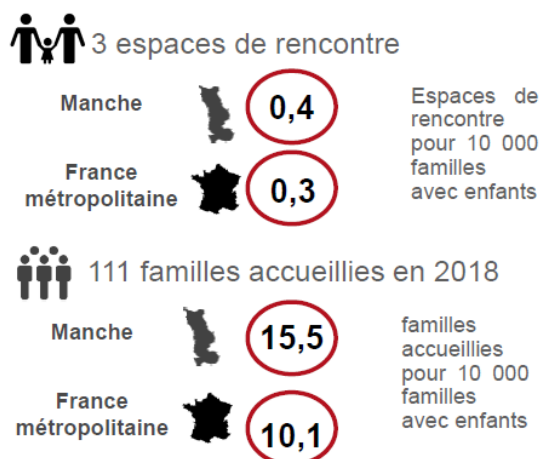 3 espaces de rencontre
Manche
0,4
France
métropolitaine
0,3
Espaces de
rencontre
pour 10 000
familles
avec enfants
111 familles accueillies en 2018
Manche
15,5
France
métropolitaine
10,1
familles
accueillies
pour 10 000
familles
avec enfants